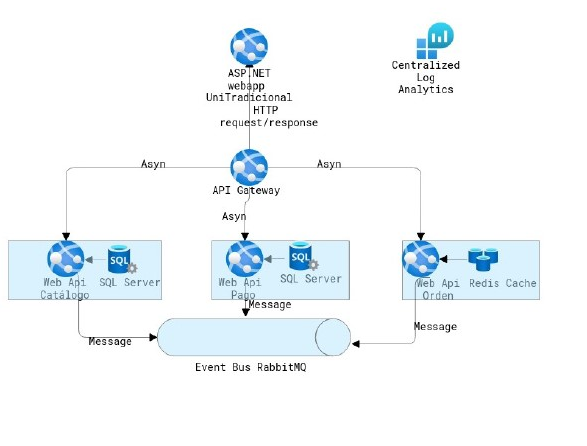 ASP.NET
webapp
UniTradicional
HTTP
request/response
Centralized
Log
Analytics
Asyn
Asyn
API Gateway
Asyn
SQL
Web Api
Catálogo
SQL Server
SQL
Web Api
Pago
SQL Server
Web Api
Orden
Redis Cache
Message
Message
Message
Event Bus RabbitMQ